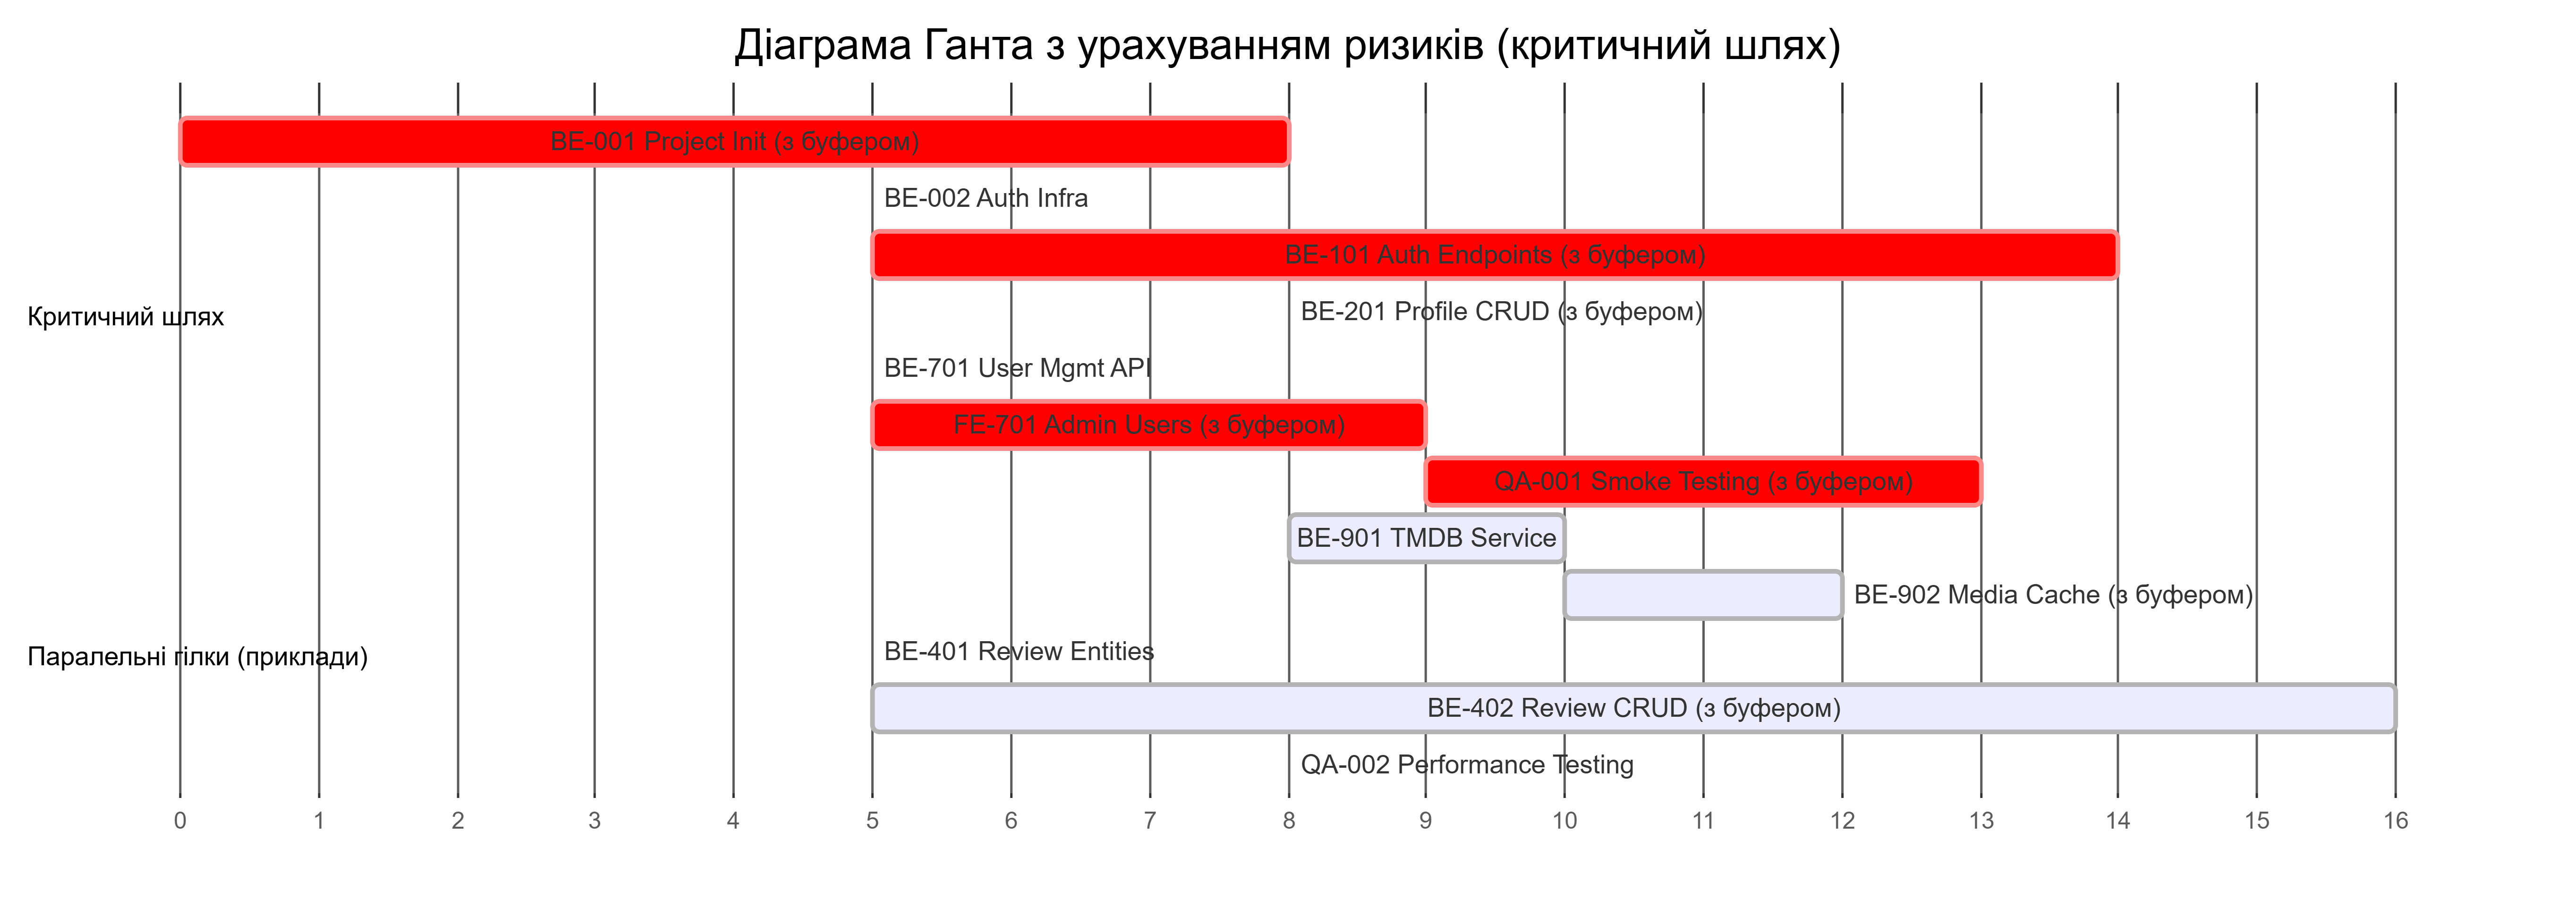 Діаграма Ганта з урахуванням ризиків (критичний шлях)
BE-001 Project Init (з буфером)
BE-002 Auth Infra
BE-101 Auth Endpoints (з буфером)
Критичний шлях
BE-201 Profile CRUD (з буфером)
BE-701 User Mgmt API
FE-701 Admin Users (з буфером)
QA-001 Smoke Testing (з буфером)
BE-901 TMDB Service
BE-902 Media Cache (з буфером)
Паралельні гілки (приклади)
BE-401 Review Entities
BE-402 Review CRUD (з буфером)
QA-002 Performance Testing
0 1 2 3 4 5 6 7 8 9 10 11 12 13 14 15 16